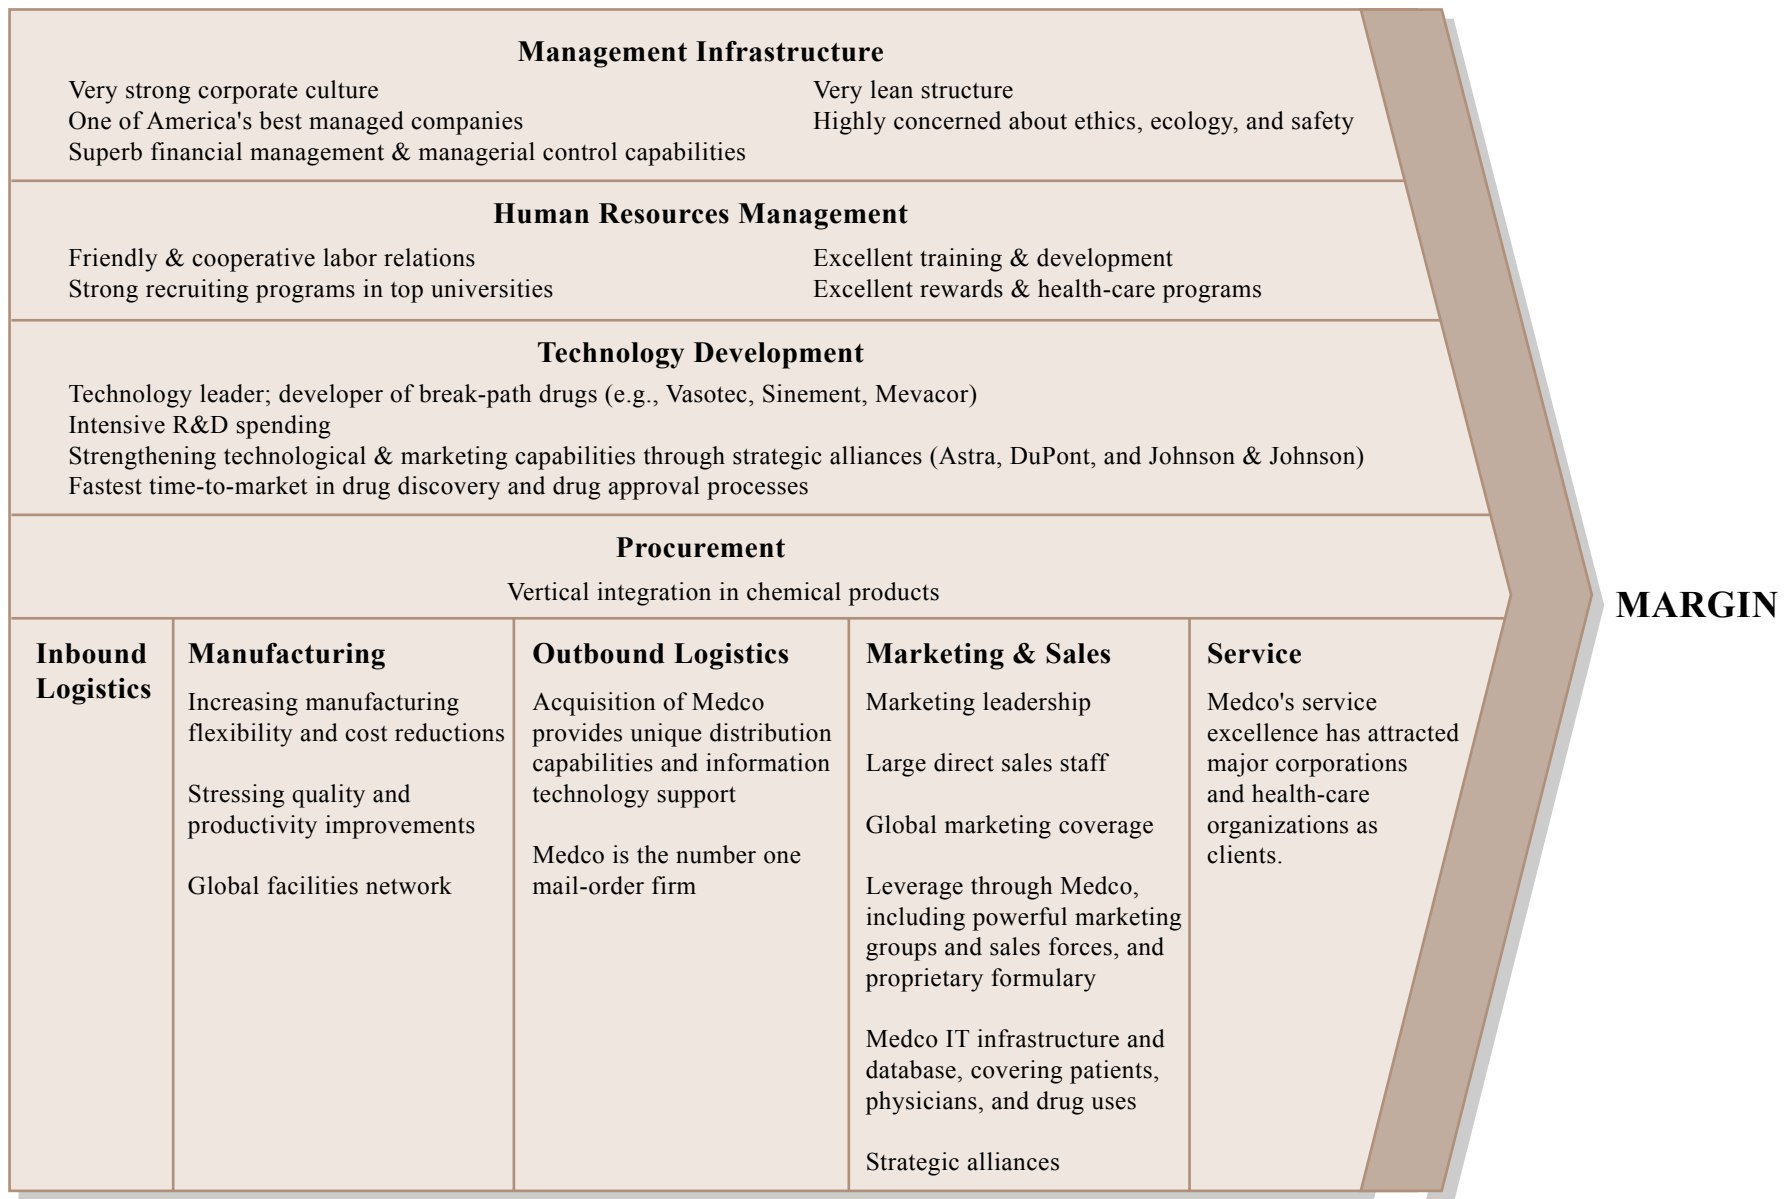 Management Infrastructure
Very strong corporate culture
One of America's best managed companies
Superb financial management & managerial control capabilities
Very lean structure
Highly concerned about ethics, ecology, and safety
Human Resources Management
Friendly & cooperative labor relations
Strong recruiting programs in top universities
Excellent training & development
Excellent rewards & health-care programs
Technology Development
Technology leader; developer of break-path drugs (e.g., Vasotec, Sinement, Mevacor)
Intensive R&D spending
Strengthening technological & marketing capabilities through strategic alliances (Astra, DuPont, and Johnson & Johnson)
Fastest time-to-market in drug discovery and drug approval processes
Procurement
Vertical integration in chemical products
MARGIN
Inbound
Logistics
Manufacturing
Increasing manufacturing
flexibility and cost reductions
Stressing quality and
productivity improvements
Global facilities network
Outbound Logistics
Acquisition of Medco
provides unique distribution
capabilities and information
technology support
Medco is the number one
mail-order firm
Marketing & Sales
Marketing leadership
Large direct sales staff
Global marketing coverage
Leverage through Medco,
including powerful marketing
groups and sales forces, and
proprietary formulary
Medco IT infrastructure and
database, covering patients,
physicians, and drug uses
Strategic alliances
Service
Medco's service
excellence has attracted
major corporations
and health-care
organizations as
clients.